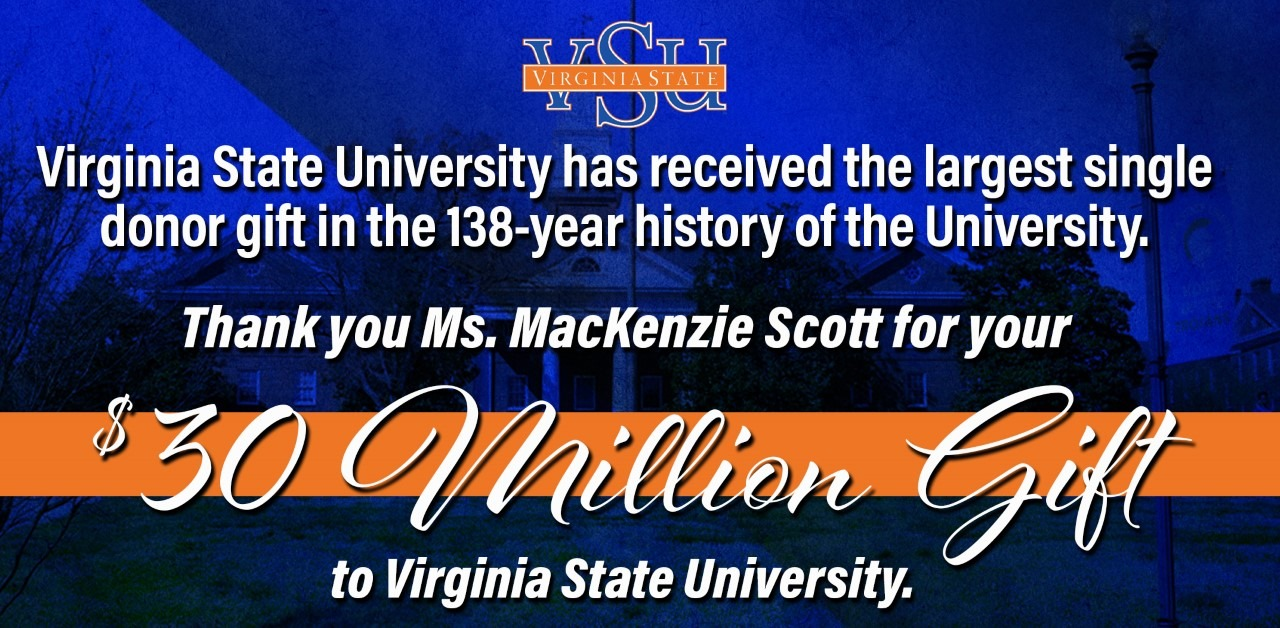 VSU
VIRGINIA STATE
Virginia State University has received the largest single
donor gift in the 138-year history of the University.
Thank you Ms. MacKenzie Scott for your
$30 Million Gift
to Virginia State University.